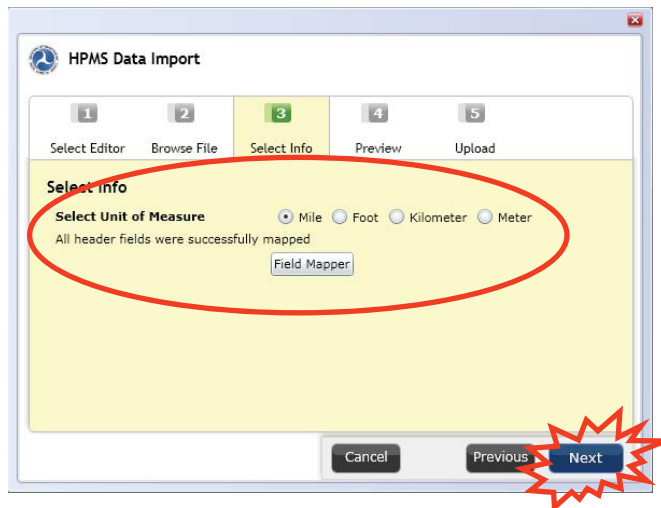 HPMS Data Import
1 2 3 4 5
Select Editor Browse File Select Info Preview Upload
Select Info
Select Unit of Measure Mile Foot Kilometer Meter
All header fields were successfully mapped
Field Mapper
Cancel Previous Next